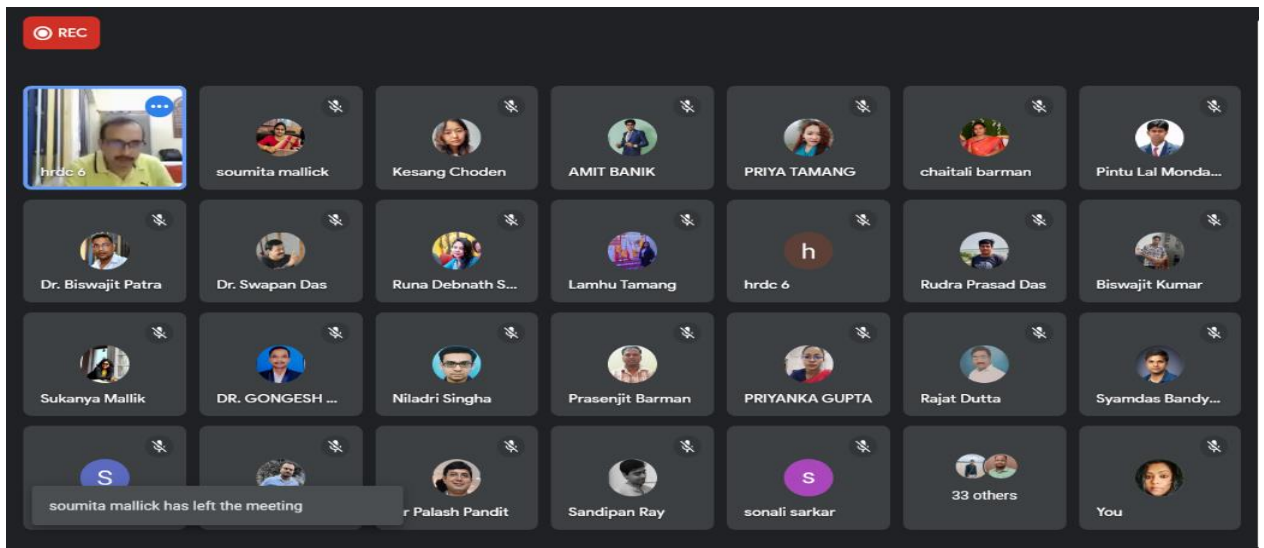 REC
hrdc 6
soumita mallick
Kesang Choden
AMIT BANIK
PRIYA TAMANG
chaitali barman
Pintu Lal Monda...
Dr. Biswajit Patra
Dr. Swapan Das
Runa Debnath S...
Lamhu Tamang
h
hrdc 6
Rudra Prasad Das
Biswajit Kumar
Sukanya Mallik
DR. GONGESH ...
Niladri Singha
Prasenjit Barman
PRIYANKA GUPTA
Rajat Dutta
Syamdas Bandy...
S
soumita mallick has left the meeting
r Palash Pandit
Sandipan Ray
s
sonali sarkar
33 others
You